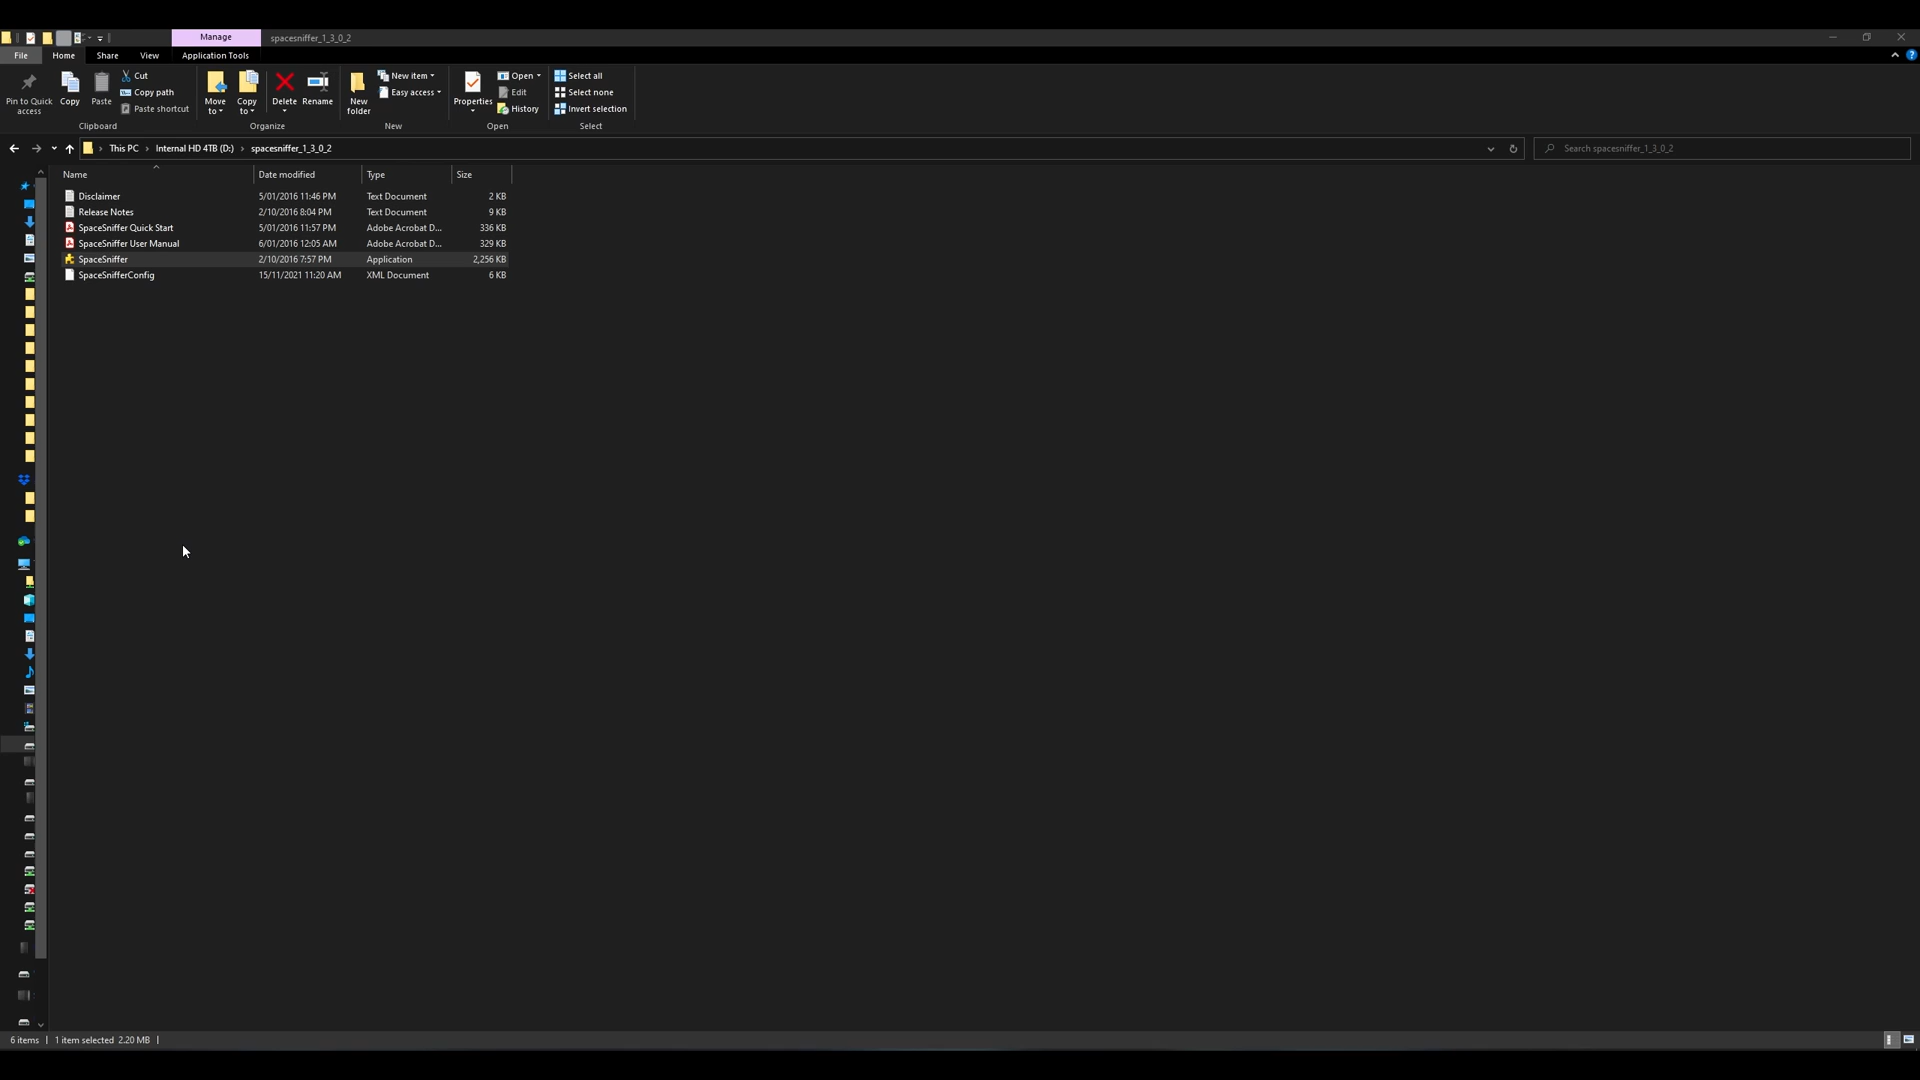 Manage spacesniffer_1_3_0_2
File Home Share View Application Tools
Pin to Quick access
Copy
Paste
Cut
Copy path
Paste shortcut
Clipboard
Move to
Copy to
Delete
Rename
Organize
New folder
New item
Easy access
New
Properties
Open
Edit
History
Open
Select all
Select none
Invert selection
Select
This PC › Internal HD 4TB (D:) › spacesniffer_1_3_0_2
Search spacesniffer_1_3_0_2
Name Date modified Type Size
Disclaimer 5/01/2016 11:46 PM Text Document 2 KB
Release Notes 2/10/2016 8:04 PM Text Document 9 KB
SpaceSniffer Quick Start 5/01/2016 11:57 PM Adobe Acrobat D... 336 KB
SpaceSniffer User Manual 6/01/2016 12:05 AM Adobe Acrobat D... 329 KB
SpaceSniffer 2/10/2016 7:57 PM Application 2,256 KB
SpaceSnifferConfig 15/11/2021 11:20 AM XML Document 6 KB
6 items 1 item selected 2.20 MB